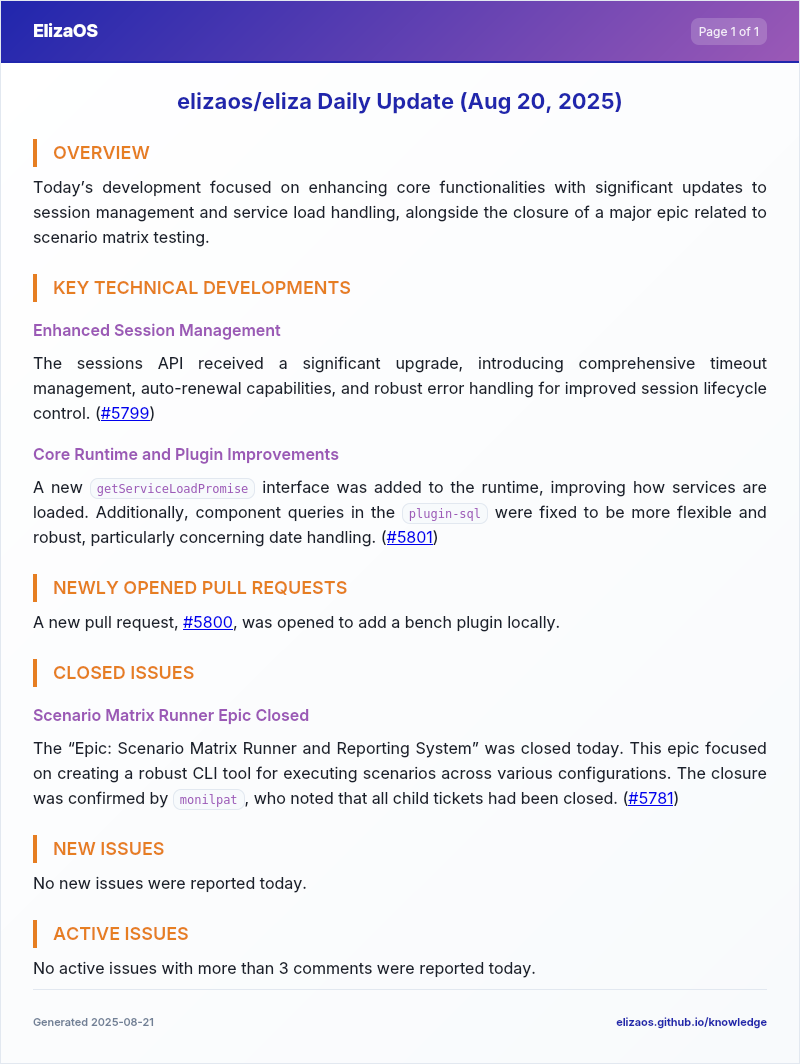 ElizaOS
Page 1 of 1
elizaos/eliza Daily Update (Aug 20, 2025)
OVERVIEW
Today’s development focused on enhancing core functionalities with significant updates to
session management and service load handling, alongside the closure of a major epic related to
scenario matrix testing.
KEY TECHNICAL DEVELOPMENTS
Enhanced Session Management
The sessions API received a significant upgrade, introducing comprehensive timeout
management, auto-renewal capabilities, and robust error handling for improved session lifecycle
control. (#5799)
Core Runtime and Plugin Improvements
A new getServiceLoadPromise interface was added to the runtime, improving how services are
loaded. Additionally, component queries in the plugin-sql were fixed to be more flexible and
robust, particularly concerning date handling. (#5801)
NEWLY OPENED PULL REQUESTS
A new pull request, #5800, was opened to add a bench plugin locally.
CLOSED ISSUES
Scenario Matrix Runner Epic Closed
The “Epic: Scenario Matrix Runner and Reporting System” was closed today. This epic focused
on creating a robust CLI tool for executing scenarios across various configurations. The closure
was confirmed by monilpat, who noted that all child tickets had been closed. (#5781)
NEW ISSUES
No new issues were reported today.
ACTIVE ISSUES
No active issues with more than 3 comments were reported today.
Generated 2025-08-21
elizaos.github.io/knowledge